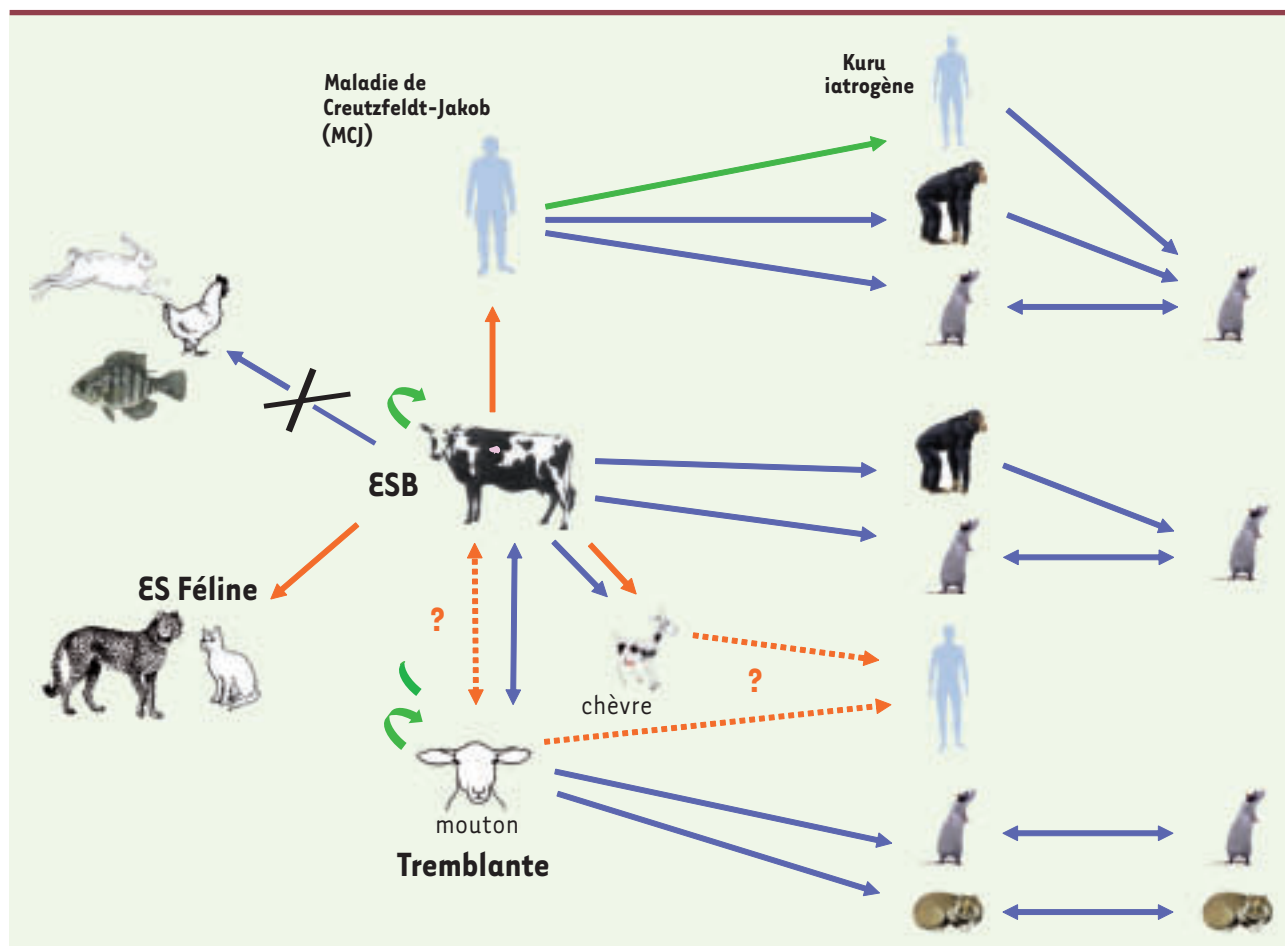 Maladie de
Creutzfeldt-Jakob
(MCJ)
Kuru
iatrogène
ESB
ES Féline
?
?
chèvre
mouton
Tremblante